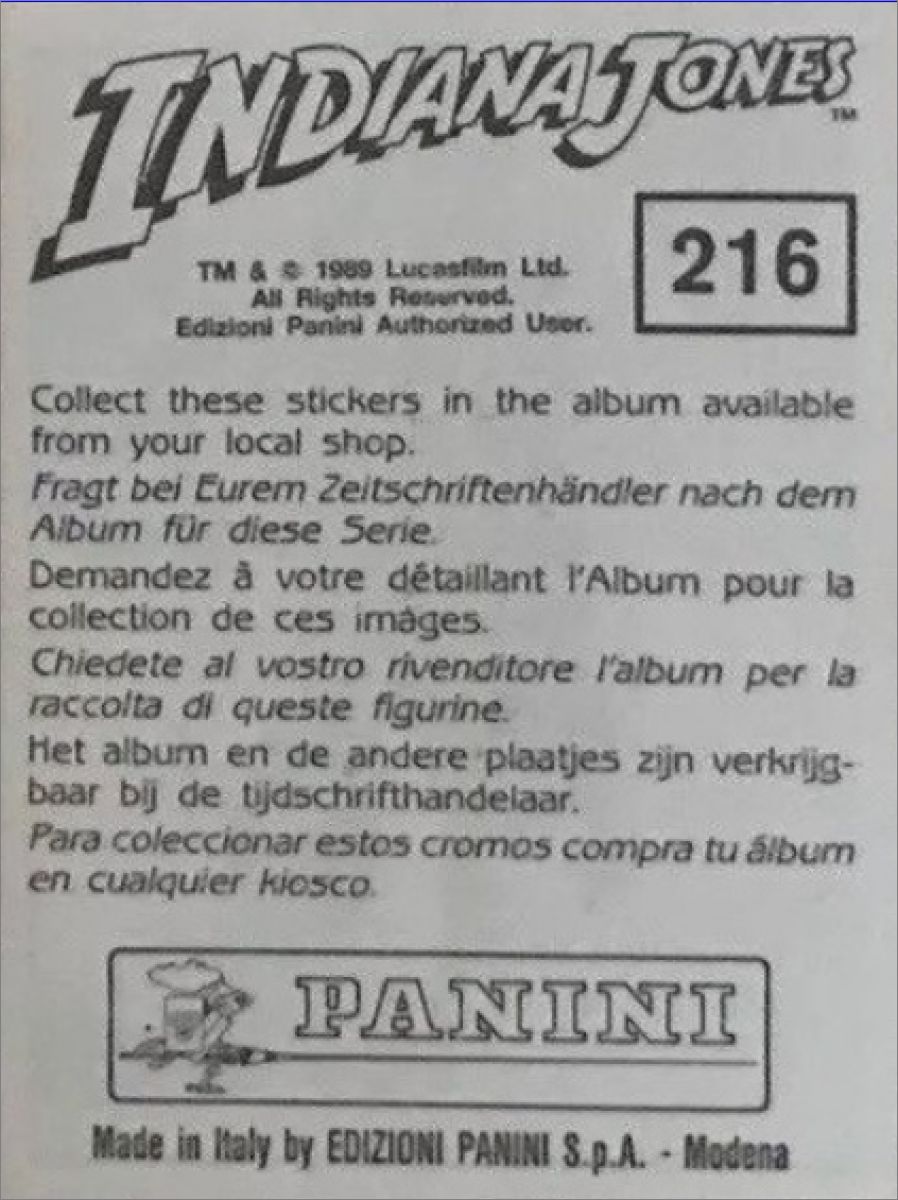 INDIANA JONES
TM
216
TM & © 1989 Lucasfilm Ltd.
All Rights Reserved.
Edizioni Panini Authorized User.
Collect these stickers in the album available
from your local shop.
Fragt bei Eurem Zeitschriftenhändler nach dem
Album für diese Serie.
Demandez à votre détaillant l'Album pour la
collection de ces images.
Chiedete al vostro rivenditore l'album per la
raccolta di queste figurine.
Het album en de andere plaatjes zijn verkrijg-
baar bij de tijdschrifthandelaar.
Para coleccionar estos cromos compra tu álbum
en cualquier kiosco.
PANINI
Made in Italy by EDIZIONI PANINI S.p.A. - Modena